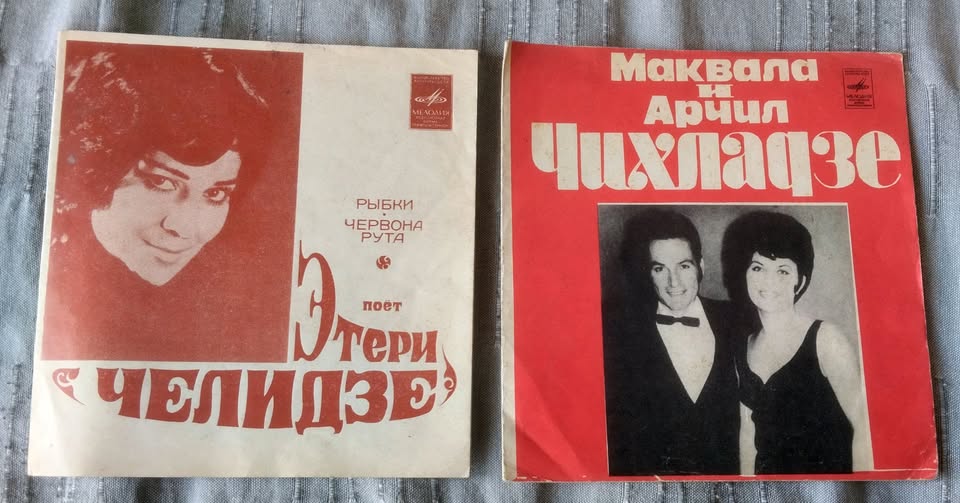 МЕЛОДИЯ
РЫБКИ
•
ЧЕРВОНА
РУТА
поёт
Этери
ЧЕЛИДЗЕ
Маквала
и
Арчил
Чихладзе
МЕЛОДИЯ